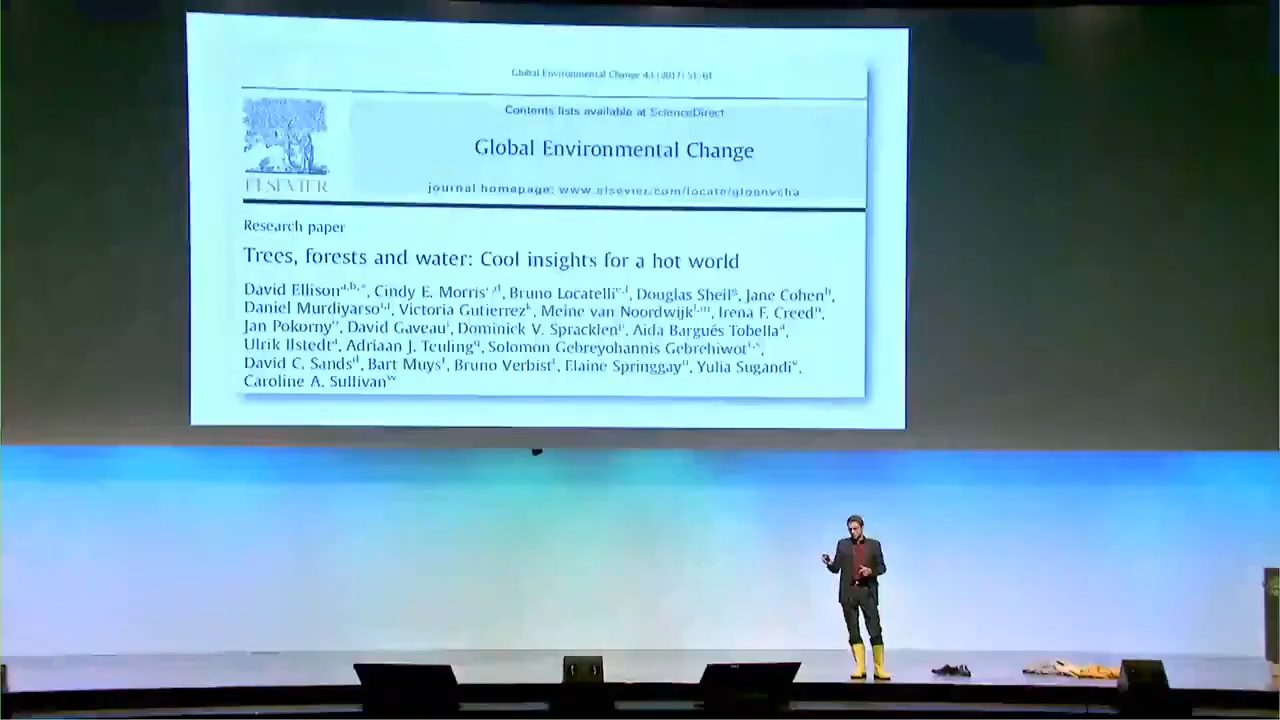 Global Environmental Change 43 (2017) 51–61
Contents lists available at ScienceDirect
Global Environmental Change
ELSEVIER
journal homepage: www.elsevier.com/locate/gloenvcha
Research paper
Trees, forests and water: Cool insights for a hot world
David Ellison, Cindy E. Morris, Bruno Locatelli, Douglas Sheil, Jane Cohen,
Daniel Murdiyarso, Victoria Gutierrez, Meine van Noordwijk, Irena F. Creed,
Jan Pokorny, David Gaveau, Dominick V. Spracklen, Aida Bargués Tobella,
Ulrik Ilstedt, Adriaan J. Teuling, Solomon Gebreyohannis Gebrehiwot,
David C. Sands, Bart Muys, Bruno Verbist, Elaine Springgay, Yulia Sugandi,
Caroline A. Sullivan